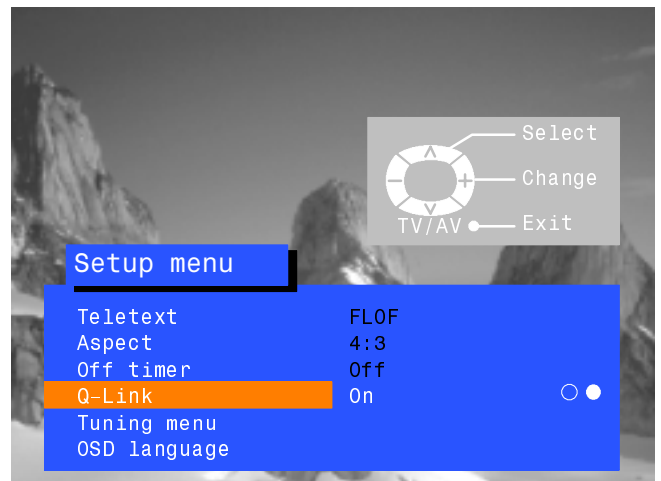 Select
Change
TV/AV Exit
Setup menu
Teletext FLOF
Aspect 4:3
Off timer Off
Q-Link On
Tuning menu
OSD language